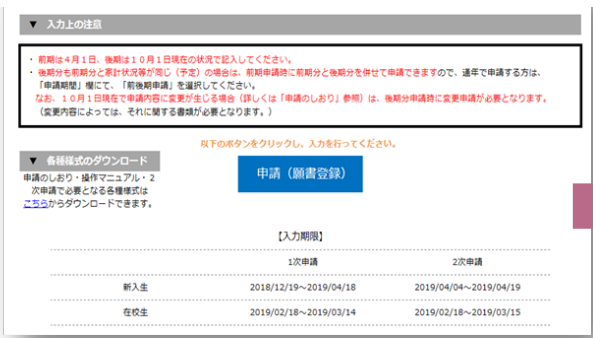 ▼ 入力上の注意
・ 前期は４月１日、後期は１０月１日現在の状況で記入してください。
・ 後期分も前期分と家計状況等が同じ（予定）の場合は、前期申請時に前期分と後期分を併せて申請できますので、通年で申請する方は、
「申請期間」欄にて、「前後期申請」を選択してください。
なお、１０月１日現在で申請内容に変更が生じる場合（詳しくは「申請のしおり」参照）は、後期分申請時に変更申請が必要となります。
（変更内容によっては、それに関する書類が必要となります。）
以下のボタンをクリックし、入力を行ってください。
▼ 各種様式のダウンロード
申請のしおり・操作マニュアル・２
次申請で必要となる各種様式は
こちらからダウンロードできます。
申請（願書登録）
【入力期限】
1次申請 2次申請
新入生 2018/12/19～2019/04/18 2019/04/04～2019/04/19
在校生 2019/02/18～2019/03/14 2019/02/18～2019/03/15